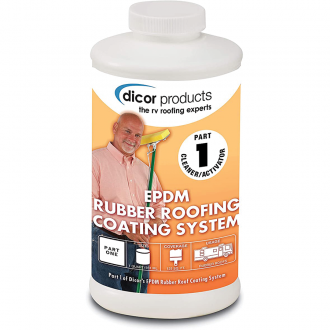 dicor products
the rv roofing experts
PART
1
CLEANER/ACTIVATOR
EPDM
RUBBER ROOFING
COATING SYSTEM
PART
ONE
COVERAGE
Part 1 of Dicor's EPDM Rubber Roof Coating System